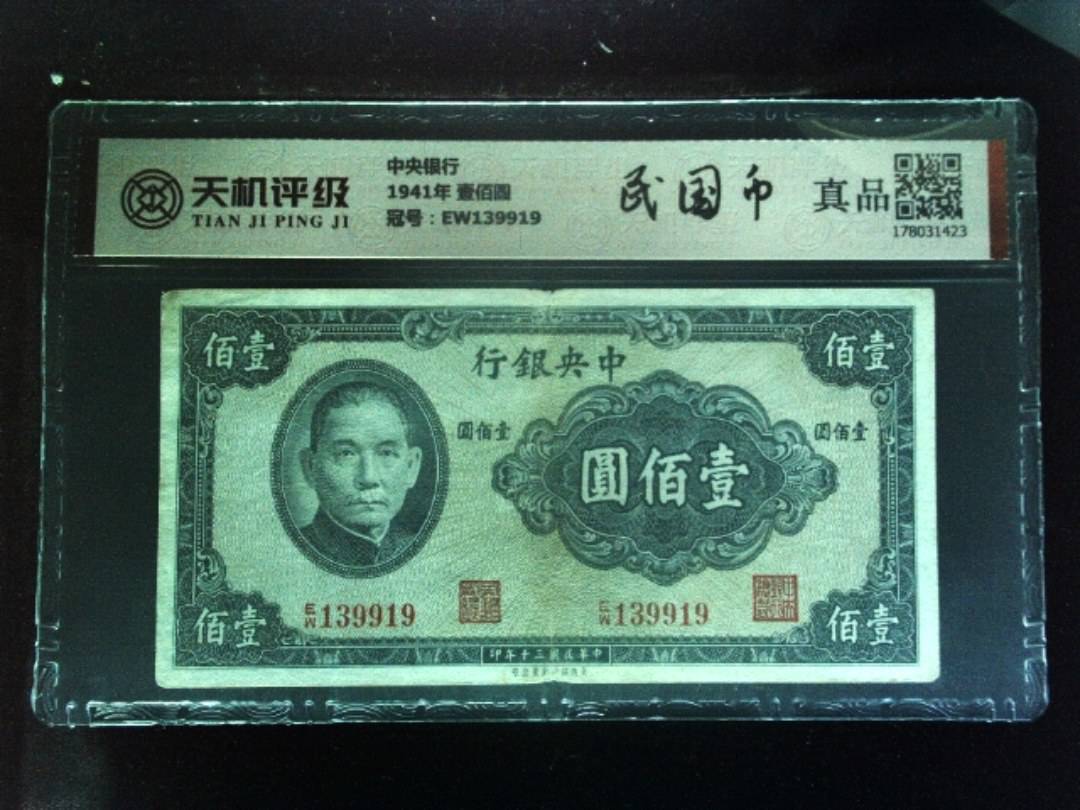 天机评级
TIAN JI PING JI
中央银行
1941年 壹佰圆
冠号：EW139919
民国币
真品
178031423
佰壹
行銀央中
佰壹
圓佰壹
圓佰壹
圓佰壹
E/W 139919
E/W 139919
佰壹
印年十三國民華中
佰壹